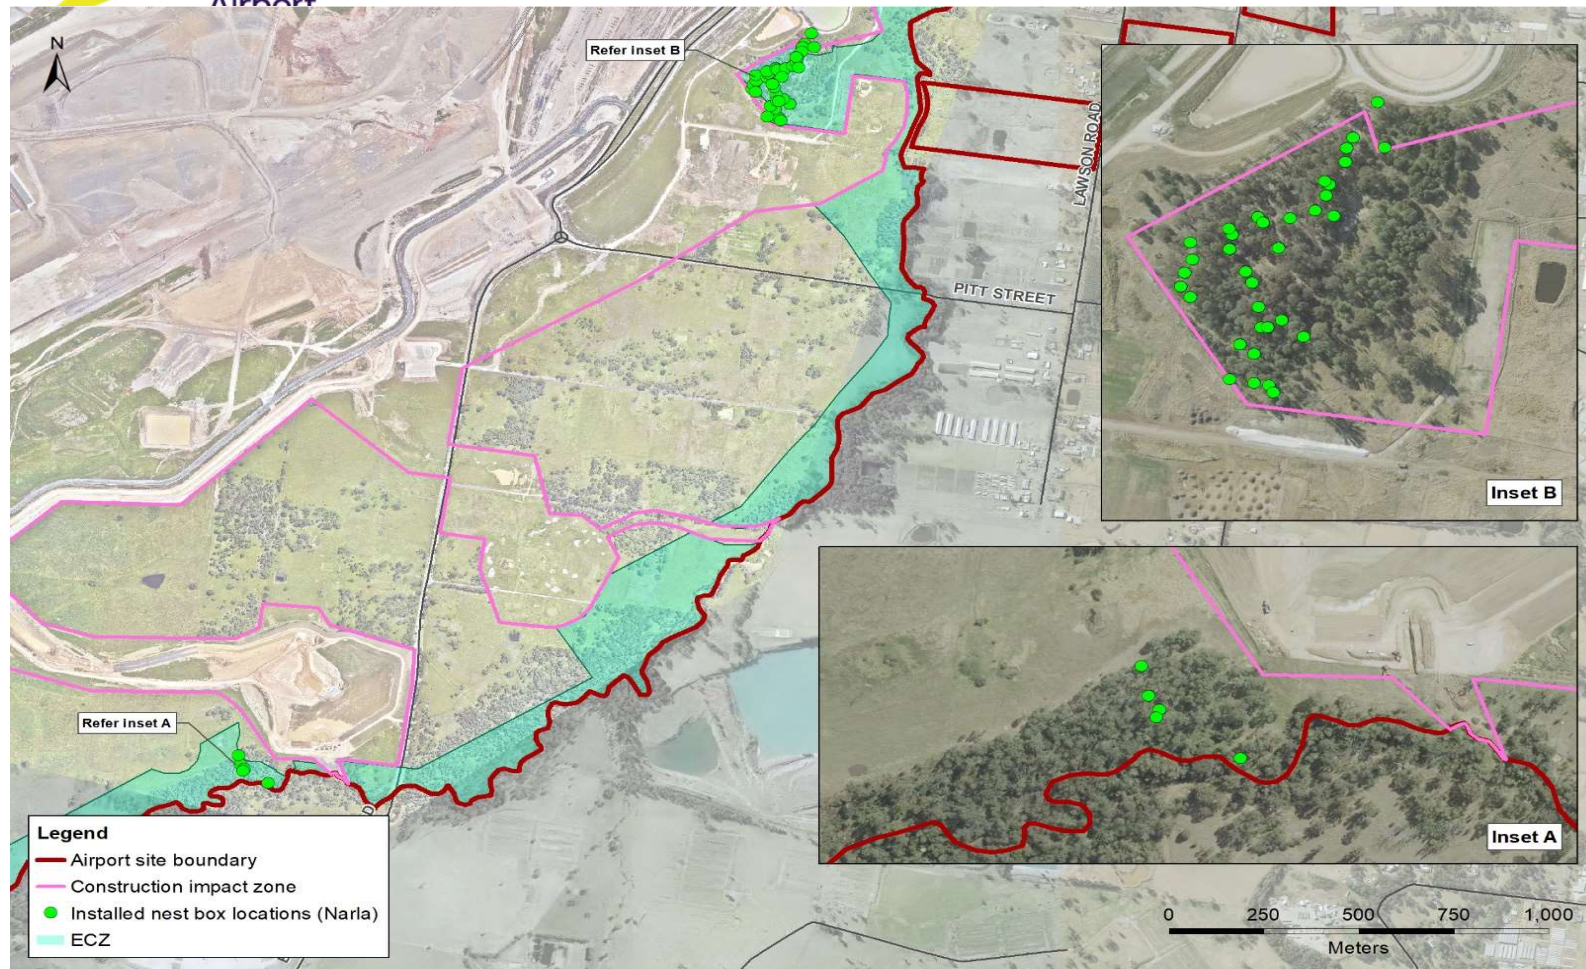 Airport
N
Refer Inset B
LAWSON ROAD
PITT STREET
Inset B
Refer Inset A
Inset A
Legend
Airport site boundary
Construction impact zone
Installed nest box locations (Narla)
ECZ
0 250 500 750 1,000
Meters